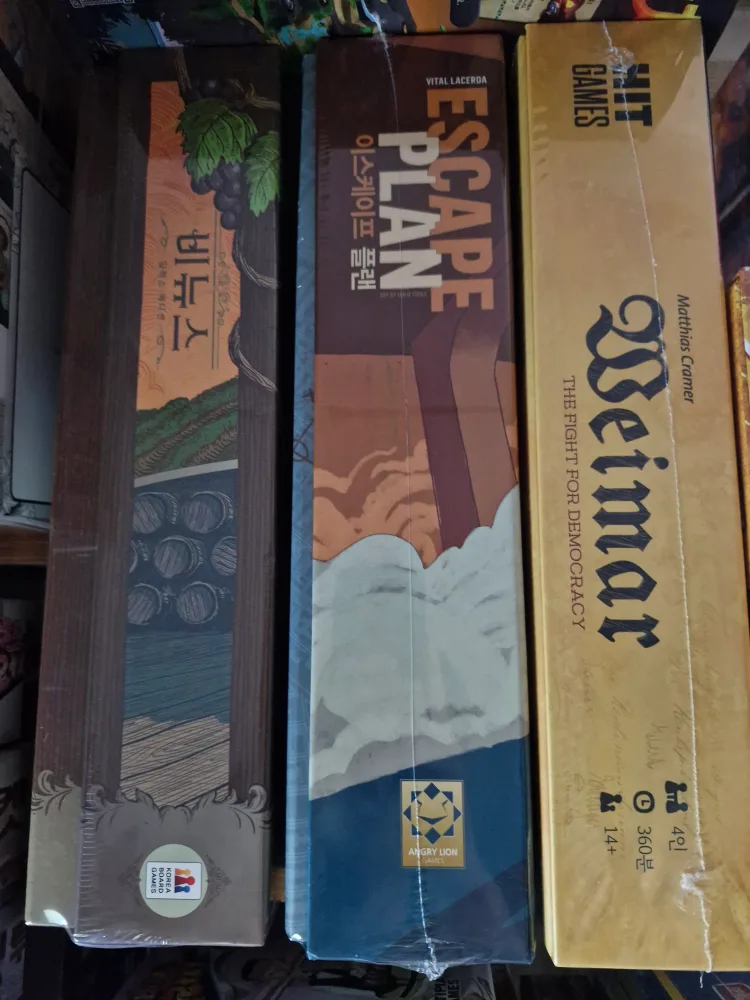 비뉴스
KOREA
BOARD
GAMES
VITAL LACERDA
ESCAPE
PLAN
이스케이프 플랜
ANGRY LION
GAMES
HIT
GAMES
Matthias Cramer
Weimar
THE FIGHT FOR DEMOCRACY
4인
360분
14+